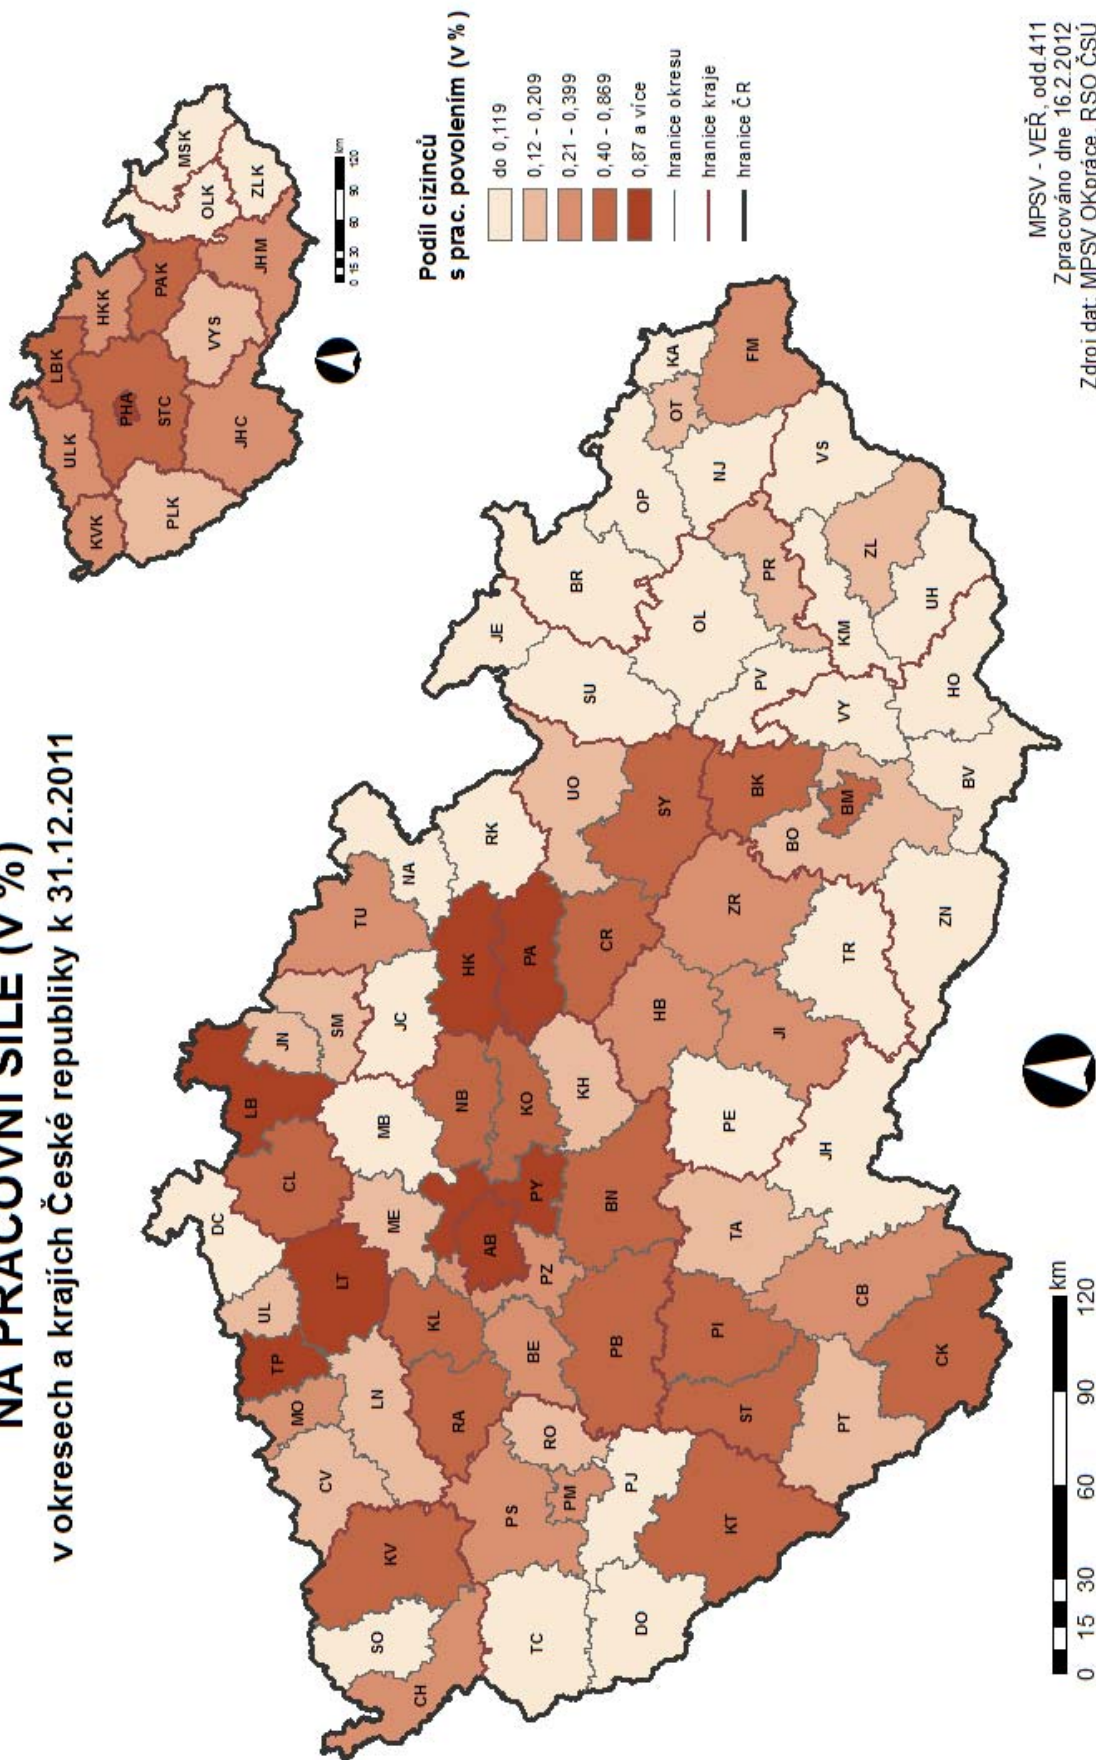 NA PRACOVNÍ SÍLE (V %)
v okresech a krajích České republiky k 31.12.2011
KVK
ULK
LBK
HKK
PHA
STC
PAK
PLK
JHC
VYS
JHM
OLK
MSK
ZLK
0 15 30 60 90 120
km
Podíl cizinců
s prac. povolením (v %)
do 0,119
0,12 - 0,209
0,21 - 0,399
0,40 - 0,869
0,87 a více
hranice okresu
hranice kraje
hranice ČR
DC
LB
UL
CL
JN
TP
LT
SM
TU
MO
ME
MB
JC
NA
CV
LN
KL
RA
AB
NB
HK
RK
SO
KV
CH
PS
BE
PZ
PY
KO
PA
UO
RO
PM
PB
BN
KH
CR
SY
SU
JE
BR
TC
PJ
DO
KT
ST
PI
TA
PE
HB
ZR
BK
PV
OL
OP
OT
KA
FM
NJ
PR
VS
PT
CB
CK
JH
JI
TR
BO
BM
VY
KM
ZL
UH
HO
BV
ZN
0 15 30 60 90 120
km
MPSV - VEŘ, odd.411
Zpracováno dne 16.2.2012
Zdroj dat: MPSV OKpráce, RSO ČSÚ